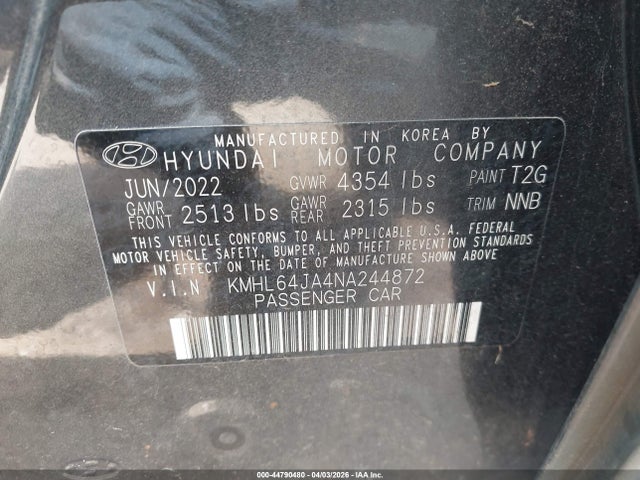 MANUFACTURED IN KOREA BY
HYUNDAI MOTOR COMPANY
JUN/2022 GVWR 4354 lbs PAINT T2G
GAWR FRONT 2513 lbs GAWR REAR 2315 lbs TRIM NNB
THIS VEHICLE CONFORMS TO ALL APPLICABLE U.S.A. FEDERAL
MOTOR VEHICLE SAFETY, BUMPER, AND THEFT PREVENTION
STANDARDS IN EFFECT ON THE DATE OF MANUFACTURE SHOWN ABOVE
V.I.N KMHL64JA4NA244872
PASSENGER CAR
000-44790480 - 04/03/2026 - IAA Inc.